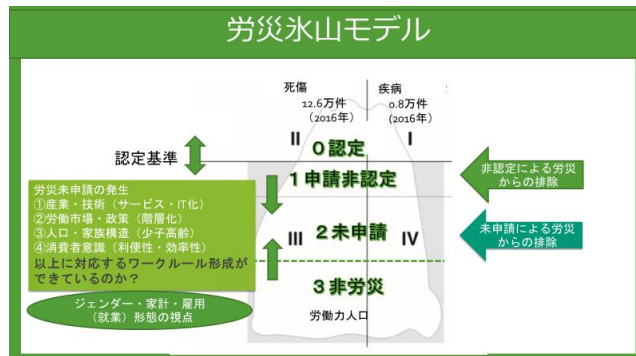 労災氷山モデル
死傷
疾病
12.6万件
(2016年)
0.8万件
(2016年)
II
I
0認定
認定基準
1申請非認定
非認定による労災
からの排除
労災未申請の発生
①産業・技術（サービス・IT化）
②労働市場・政策（階層化）
③人口・家族構造（少子高齢）
④消費者意識（利便性・効率性）
以上に対応するワークルール形成が
できているのか？
III
2未申請
IV
未申請による労災
からの排除
3非労災
ジェンダー・家計・雇用
（就業）形態の視点
労働力人口